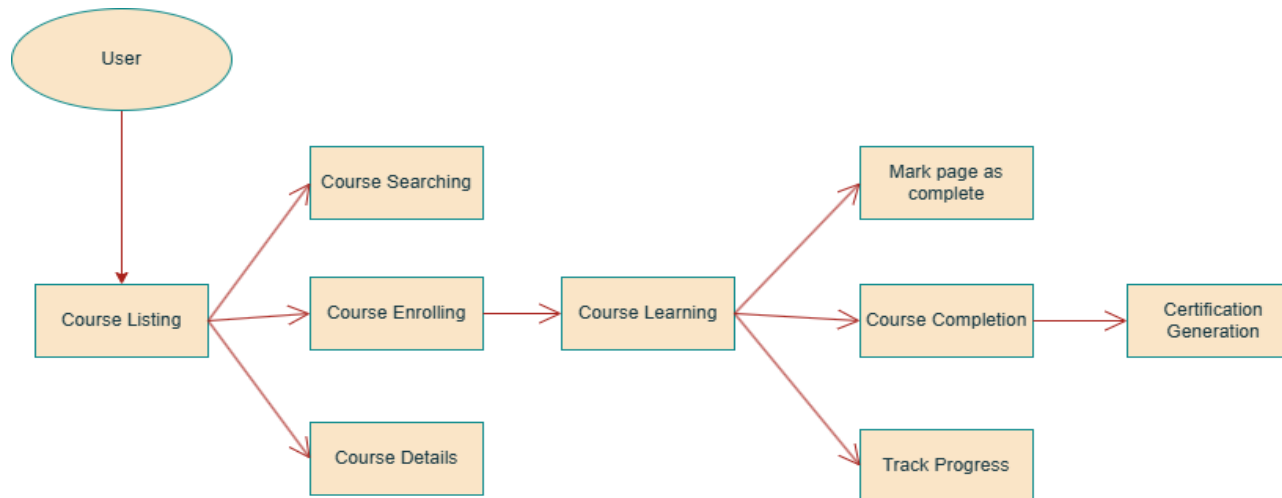 User
Course Searching
Mark page as
complete
Course Listing
Course Enrolling
Course Learning
Course Completion
Certification
Generation
Course Details
Track Progress